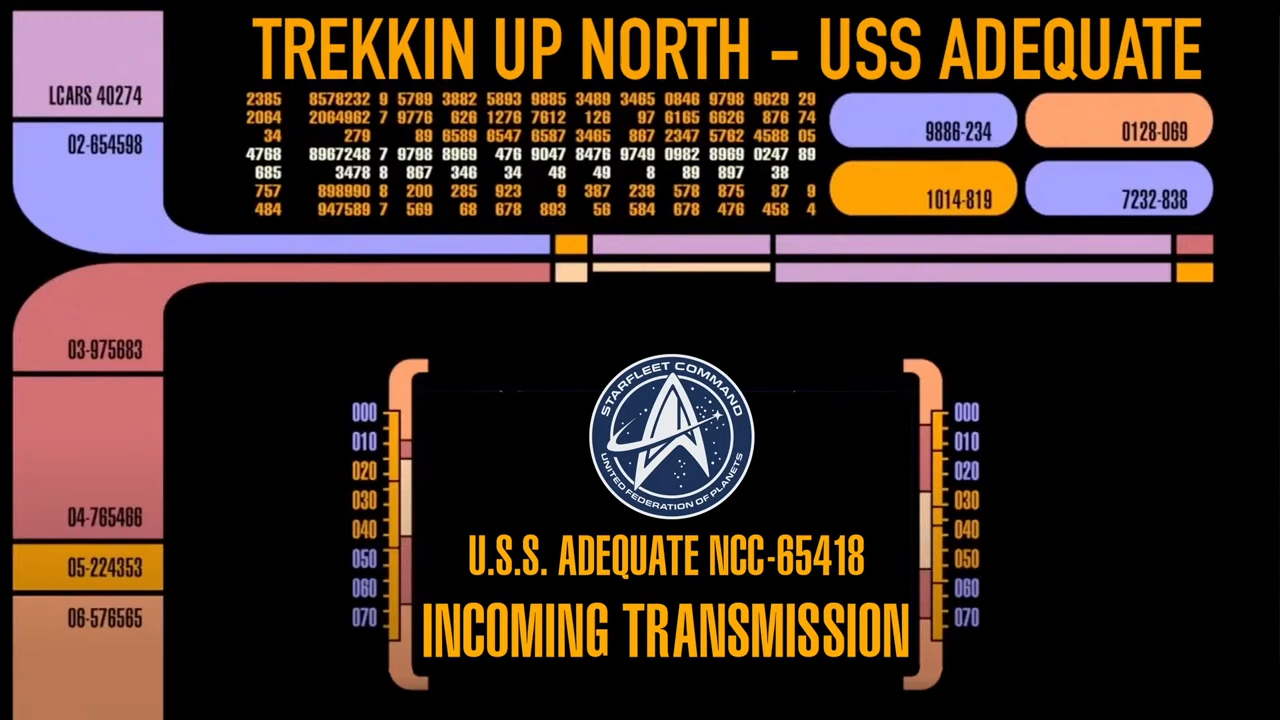 TREKKIN UP NORTH - USS ADEQUATE
LCARS 40274
02-654598
2385 8578232 9 5789 3882 5893 9885 3489 3465 0846 9798 9629 29
2064 2064962 7 9776 626 1276 7612 126 97 6165 6626 876 74
34 279 89 6589 6547 6587 3465 867 2347 5762 4588 05
4768 8967248 7 9798 8969 476 9047 8476 9749 0982 8969 0247 89
685 3478 8 867 346 34 48 49 8 89 897 38
757 898990 8 200 285 923 9 387 238 578 875 87 9
484 947589 7 569 68 678 893 56 584 678 476 458 4
9886-234
0128-069
1014-819
7232-838
03-975683
04-765466
05-224353
06-576565
000
010
020
030
040
050
060
070
STARFLEET COMMAND
UNITED FEDERATION OF PLANETS
U.S.S. ADEQUATE NCC-65418
INCOMING TRANSMISSION
000
010
020
030
040
050
060
070